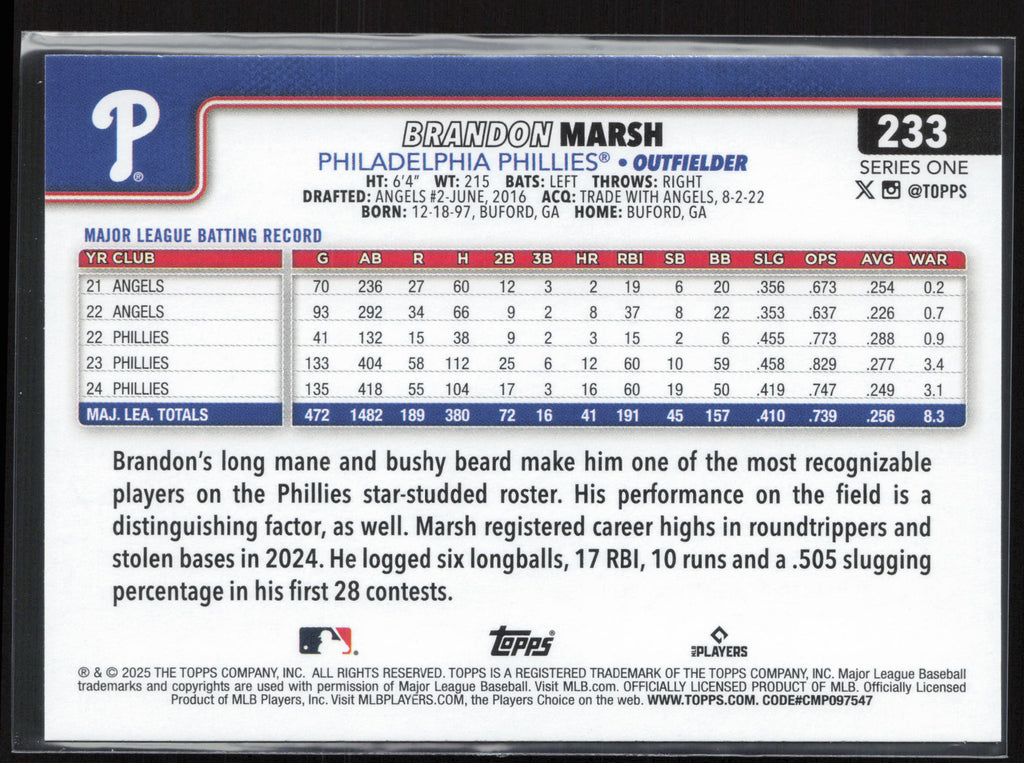 P®
BRANDON MARSH
233
PHILADELPHIA PHILLIES® • OUTFIELDER
SERIES ONE
HT: 6'4" WT: 215 BATS: LEFT THROWS: RIGHT
X @TOPPS
DRAFTED: ANGELS #2-JUNE, 2016 ACQ: TRADE WITH ANGELS, 8-2-22
BORN: 12-18-97, BUFORD, GA HOME: BUFORD, GA
MAJOR LEAGUE BATTING RECORD
YR CLUB G AB R H 2B 3B HR RBI SB BB SLG OPS AVG WAR
21 ANGELS 70 236 27 60 12 3 2 19 6 20 .356 .673 .254 0.2
22 ANGELS 93 292 34 66 9 2 8 37 8 22 .353 .637 .226 0.7
22 PHILLIES 41 132 15 38 9 2 3 15 2 6 .455 .773 .288 0.9
23 PHILLIES 133 404 58 112 25 6 12 60 10 59 .458 .829 .277 3.4
24 PHILLIES 135 418 55 104 17 3 16 60 19 50 .419 .747 .249 3.1
MAJ. LEA. TOTALS 472 1482 189 380 72 16 41 191 45 157 .410 .739 .256 8.3
Brandon's long mane and bushy beard make him one of the most recognizable
players on the Phillies star-studded roster. His performance on the field is a
distinguishing factor, as well. Marsh registered career highs in roundtrippers and
stolen bases in 2024. He logged six longballs, 17 RBI, 10 runs and a .505 slugging
percentage in his first 28 contests.
TOPPS® MLB PLAYERS
® & © 2025 THE TOPPS COMPANY, INC. ALL RIGHTS RESERVED. TOPPS IS A REGISTERED TRADEMARK OF THE TOPPS COMPANY, INC. Major League Baseball
trademarks and copyrights are used with permission of Major League Baseball. Visit MLB.com. OFFICIALLY LICENSED PRODUCT OF MLB. Officially Licensed
Product of MLB Players, Inc. Visit MLBPLAYERS.COM, the Players Choice on the web. WWW.TOPPS.COM. CODE#CMP097547